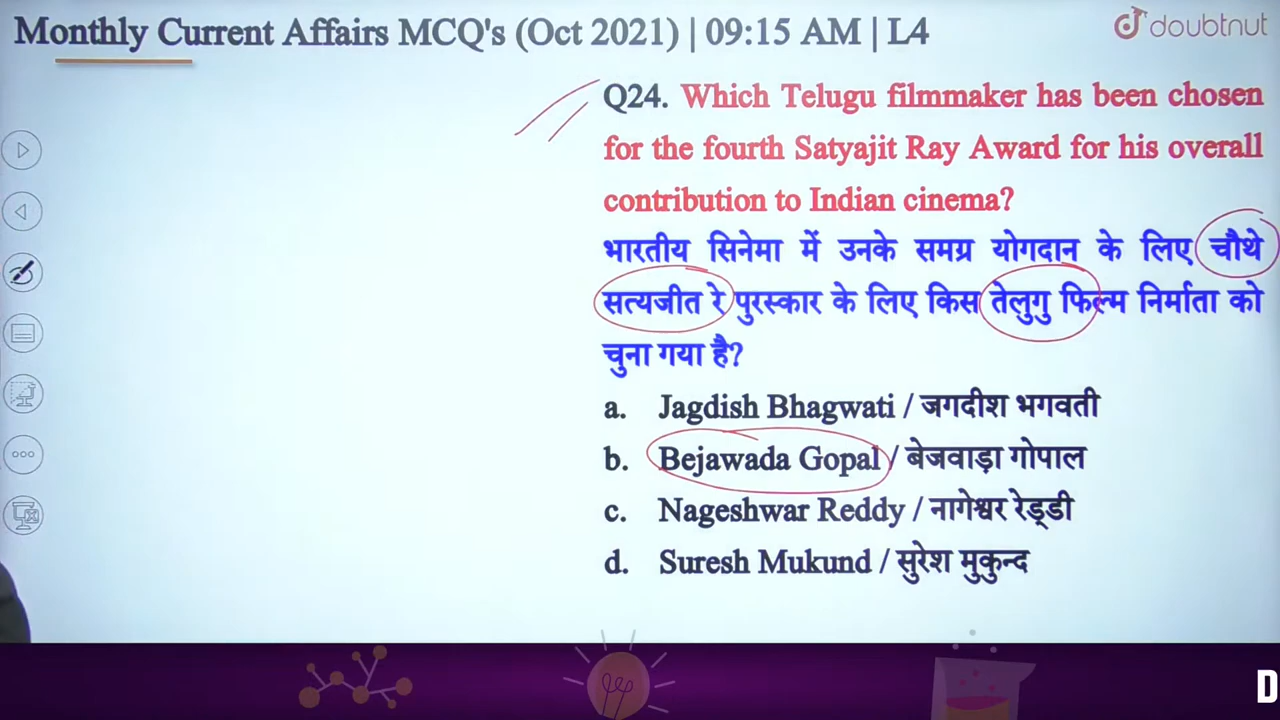 Monthly Current Affairs MCQ's (Oct 2021) | 09:15 AM | L4
doubtnut
Q24. Which Telugu filmmaker has been chosen
for the fourth Satyajit Ray Award for his overall
contribution to Indian cinema?
भारतीय सिनेमा में उनके समग्र योगदान के लिए चौथे
सत्यजीत रे पुरस्कार के लिए किस तेलुगु फिल्म निर्माता को
चुना गया है?
a. Jagdish Bhagwati / जगदीश भगवती
b. Bejawada Gopal / बेजवाड़ा गोपाल
c. Nageshwar Reddy / नागेश्वर रेड्डी
d. Suresh Mukund / सुरेश मुकुन्द
D